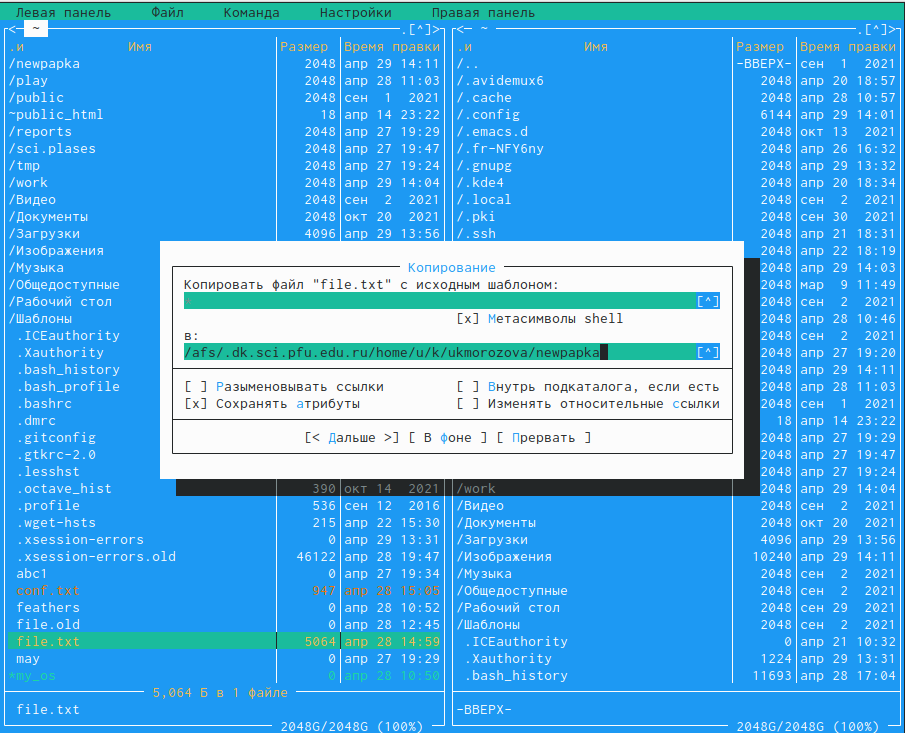 Левая панель Файл Команда Настройки Правая панель
<─ ~ .[^]>
.и Имя Размер Время правки
/newpapka 2048 апр 29 14:11
/play 2048 апр 28 11:03
/public 2048 сен 1 2021
~public_html 18 апр 14 23:22
/reports 2048 апр 27 19:29
/sci.plases 2048 апр 27 19:47
/tmp 2048 апр 27 19:24
/work 2048 апр 29 14:04
/Видео 2048 сен 2 2021
/Документы 2048 окт 20 2021
/Загрузки 4096 апр 29 13:56
/Изображения
/Музыка
/Общедоступные
/Рабочий стол
/Шаблоны
.ICEauthority
.Xauthority
.bash_history
.bash_profile
.bashrc
.dmrc
.gitconfig
.gtkrc-2.0
.lesshst
.octave_hist 390 окт 14 2021
.profile 536 сен 12 2016
.wget-hsts 215 апр 22 15:30
.xsession-errors 0 апр 29 13:31
.xsession-errors.old 46122 апр 28 19:47
abc1 0 апр 27 19:34
conf.txt 947 апр 28 15:05
feathers 0 апр 28 10:52
file.old 0 апр 28 12:45
file.txt 5064 апр 28 14:59
may 0 апр 27 19:29
*my_os 0 апр 28 10:50
5,064 Б в 1 файле
file.txt
2048G/2048G (100%)
Копирование
Копировать файл "file.txt" с исходным шаблоном:
* [^]
[x] Метасимволы shell
в:
/afs/.dk.sci.pfu.edu.ru/home/u/k/ukmorozova/newpapka [^]
[ ] Разыменовывать ссылки [ ] Внутрь подкаталога, если есть
[x] Сохранять атрибуты [ ] Изменять относительные ссылки
[< Дальше >] [ В фоне ] [ Прервать ]
<─ ~ .[^]>
.и Имя Размер Время правки
/.. -ВВЕРХ- сен 1 2021
/.avidemux6 2048 апр 20 18:57
/.cache 2048 апр 28 10:57
/.config 6144 апр 29 14:01
/.emacs.d 2048 окт 13 2021
/.fr-NFY6ny 2048 апр 26 16:32
/.gnupg 2048 апр 29 13:32
/.kde4 2048 апр 20 18:34
/.local 2048 сен 2 2021
/.pki 2048 сен 30 2021
/.ssh 2048 апр 21 18:31
2048 апр 22 18:19
2048 апр 29 14:03
2048 мар 9 11:49
2048 сен 2 2021
2048 апр 28 10:46
2048 сен 2 2021
2048 апр 27 19:20
2048 апр 29 14:11
2048 апр 28 11:03
2048 сен 1 2021
18 апр 14 23:22
2048 апр 27 19:29
2048 апр 27 19:47
2048 апр 27 19:24
/work 2048 апр 29 14:04
/Видео 2048 сен 2 2021
/Документы 2048 окт 20 2021
/Загрузки 4096 апр 29 13:56
/Изображения 10240 апр 29 14:11
/Музыка 2048 сен 2 2021
/Общедоступные 2048 сен 2 2021
/Рабочий стол 2048 сен 29 2021
/Шаблоны 2048 сен 2 2021
.ICEauthority 0 апр 21 10:32
.Xauthority 1224 апр 29 13:31
.bash_history 11693 апр 28 17:04
-ВВЕРХ-
2048G/2048G (100%)